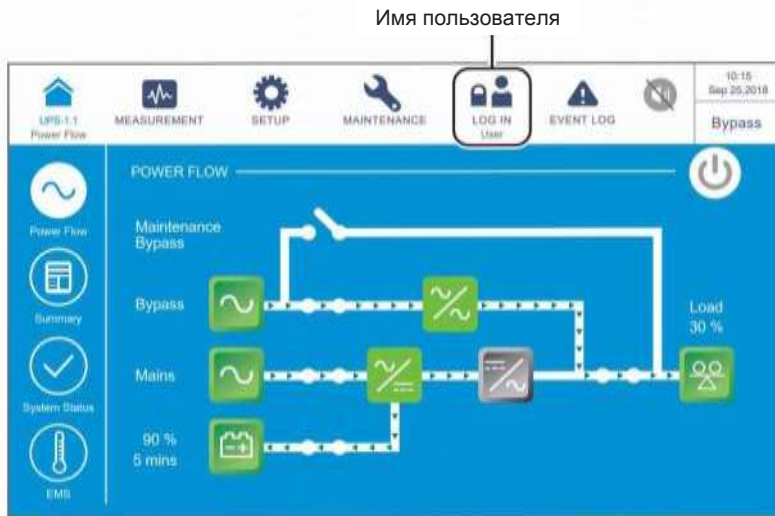 Имя пользователя
UPS-1.1
Power Flow
MEASUREMENT
SETUP
MAINTENANCE
LOG IN
User
EVENT LOG
10:15
Sep 25,2018
Bypass
POWER FLOW
Power Flow
Summary
System Status
EMS
Maintenance
Bypass
Bypass
Mains
90 %
5 mins
Load
30 %